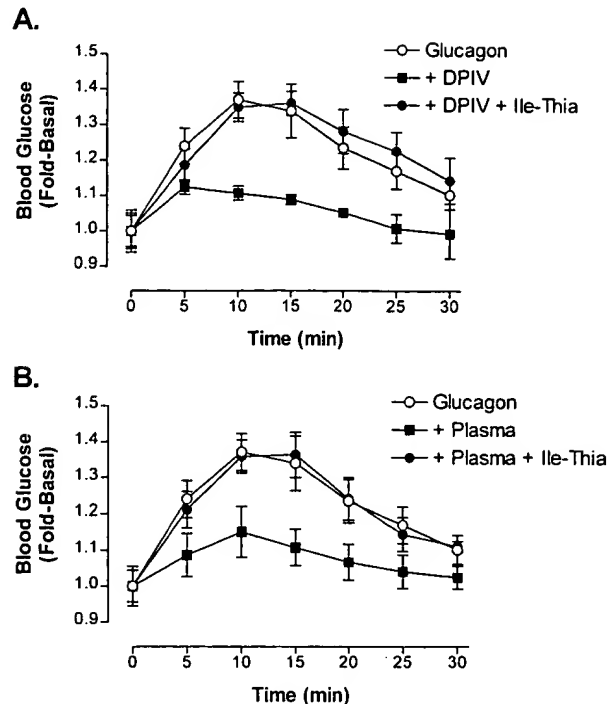 A.
Blood Glucose
(Fold-Basal)
1.5
1.4
1.3
1.2
1.1
1.0
0.9
Glucagon
+ DPIV
+ DPIV + Ile-Thia
0 5 10 15 20 25 30
Time (min)
B.
Blood Glucose
(Fold-Basal)
1.5
1.4
1.3
1.2
1.1
1.0
0.9
Glucagon
+ Plasma
+ Plasma + Ile-Thia
0 5 10 15 20 25 30
Time (min)